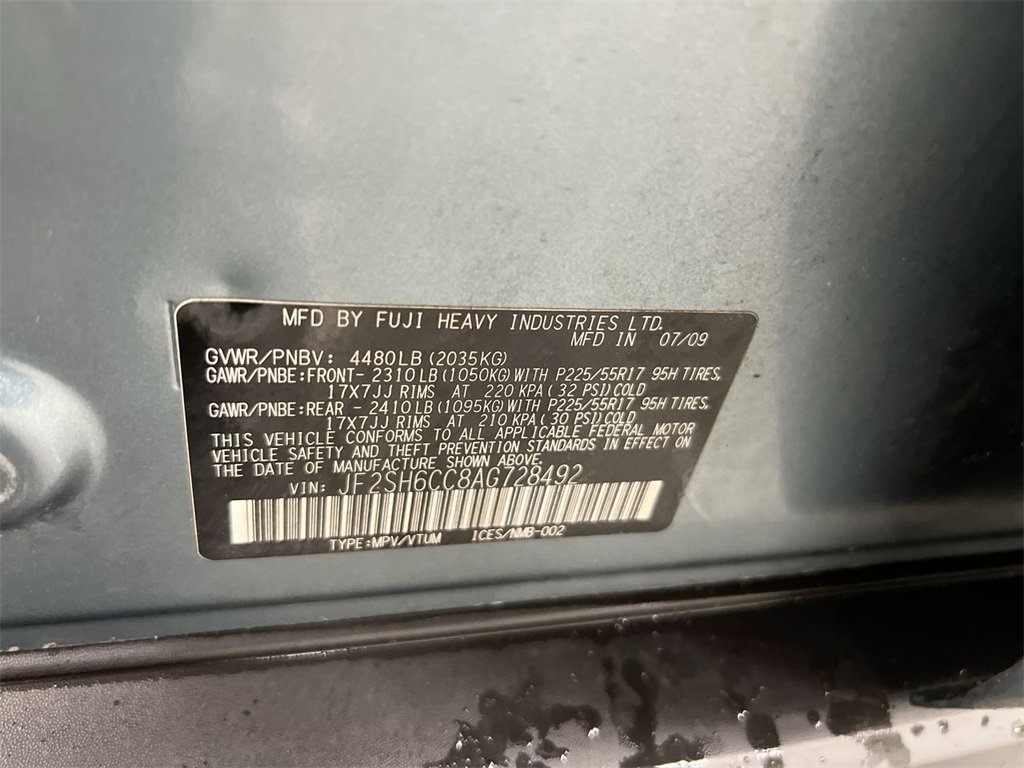 MFD BY FUJI HEAVY INDUSTRIES LTD.
MFD IN 07/09
GVWR/PNBV: 4480LB (2035KG)
GAWR/PNBE:FRONT-2310LB(1050KG)WITH P225/55R17 95H TIRES,
17X7JJ RIMS AT 220 KPA(32 PSI)COLD
GAWR/PNBE:REAR -2410LB(1095KG)WITH P225/55R17 95H TIRES,
17X7JJ RIMS AT 210 KPA(30 PSI)COLD.
THIS VEHICLE CONFORMS TO ALL APPLICABLE FEDERAL MOTOR
VEHICLE SAFETY AND THEFT PREVENTION STANDARDS IN EFFECT ON
THE DATE OF MANUFACTURE SHOWN ABOVE.
VIN: JF2SH6CC8AG728492
TYPE:MPV/VTUM ICES/NMB-002